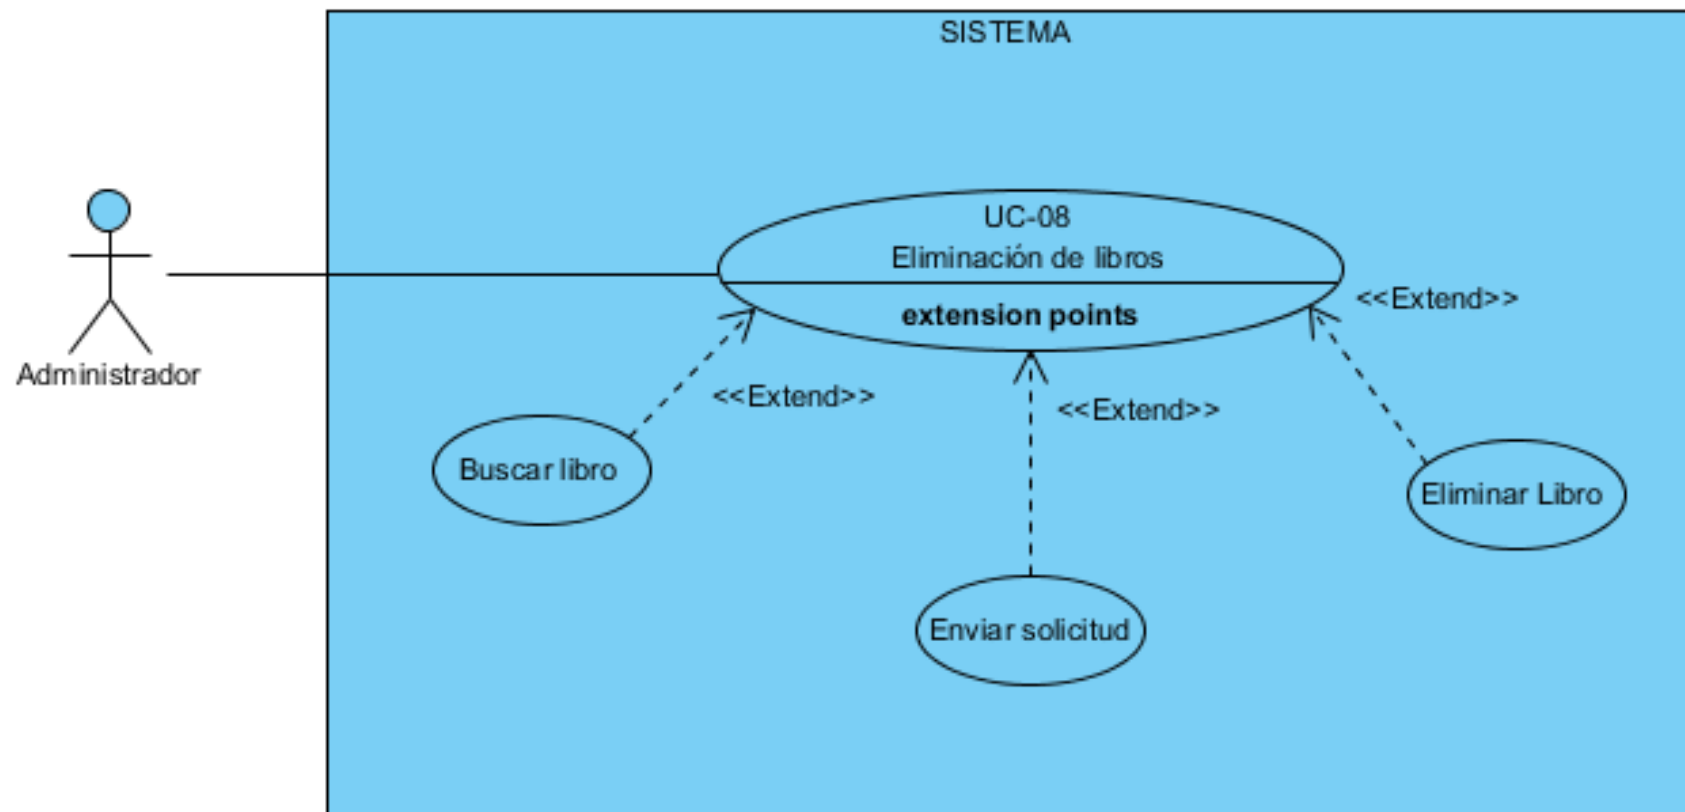 SISTEMA
UC-08
Eliminación de libros
extension points
<<Extend>>
Administrador
<<Extend>>
<<Extend>>
Buscar libro
Eliminar Libro
Enviar solicitud